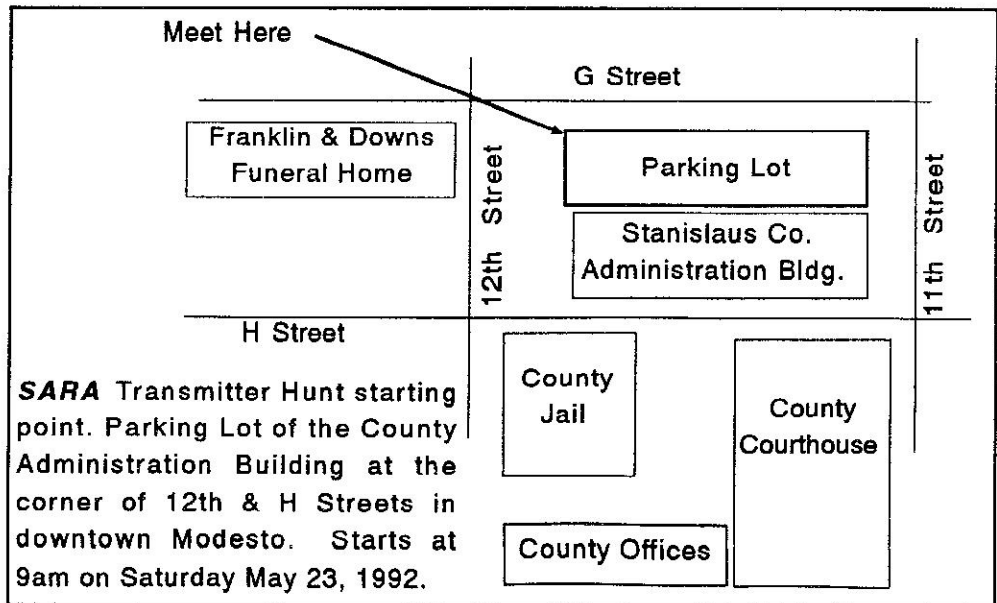 Meet Here
G Street
Franklin & Downs
Funeral Home
12th Street
Parking Lot
11th Street
Stanislaus Co.
Administration Bldg.
H Street
County
Jail
County
Courthouse
SARA Transmitter Hunt starting
point. Parking Lot of the County
Administration Building at the
corner of 12th & H Streets in
downtown Modesto. Starts at
9am on Saturday May 23, 1992.
County Offices